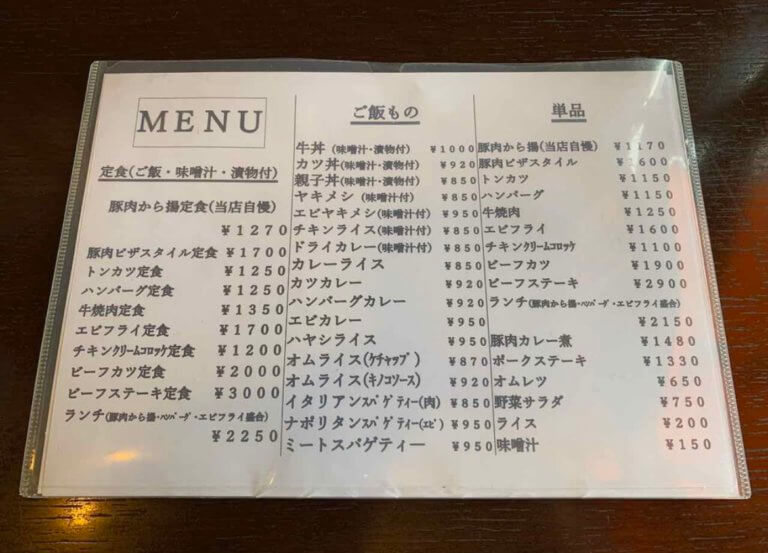 MENU
定食(ご飯・味噌汁・漬物付)
豚肉から揚定食(当店自慢)
¥1270
豚肉ピザスタイル定食 ¥1700
トンカツ定食 ¥1250
ハンバーグ定食 ¥1250
牛焼肉定食 ¥1350
エビフライ定食 ¥1700
チキンクリームコロッケ定食 ¥1200
ビーフカツ定食 ¥2000
ビーフステーキ定食 ¥3000
ランチ(豚肉から揚・ハンバーグ・エビフライ盛合)
¥2250
ご飯もの
牛丼 (味噌汁・漬物付) ¥1000
カツ丼(味噌汁・漬物付) ¥920
親子丼(味噌汁・漬物付) ¥850
ヤキメシ (味噌汁付) ¥850
エビヤキメシ(味噌汁付) ¥950
チキンライス(味噌汁付) ¥850
ドライカレー(味噌汁付) ¥850
カレーライス ¥850
カツカレー ¥920
ハンバーグカレー ¥920
エビカレー ¥950
ハヤシライス ¥950
オムライス(ケチャップ) ¥870
オムライス(キノコソース) ¥920
イタリアンスパゲティー(肉) ¥850
ナポリタンスパゲティー(エビ) ¥950
ミートスパゲティー ¥950
単品
豚肉から揚(当店自慢) ¥1170
豚肉ピザスタイル ¥1600
トンカツ ¥1150
ハンバーグ ¥1150
牛焼肉 ¥1250
エビフライ ¥1600
チキンクリームコロッケ ¥1100
ビーフカツ ¥1900
ビーフステーキ ¥2900
ランチ(豚肉から揚・ハンバーグ・エビフライ盛合)
¥2150
豚肉カレー煮 ¥1480
ポークステーキ ¥1330
オムレツ ¥650
野菜サラダ ¥750
ライス ¥200
味噌汁 ¥150